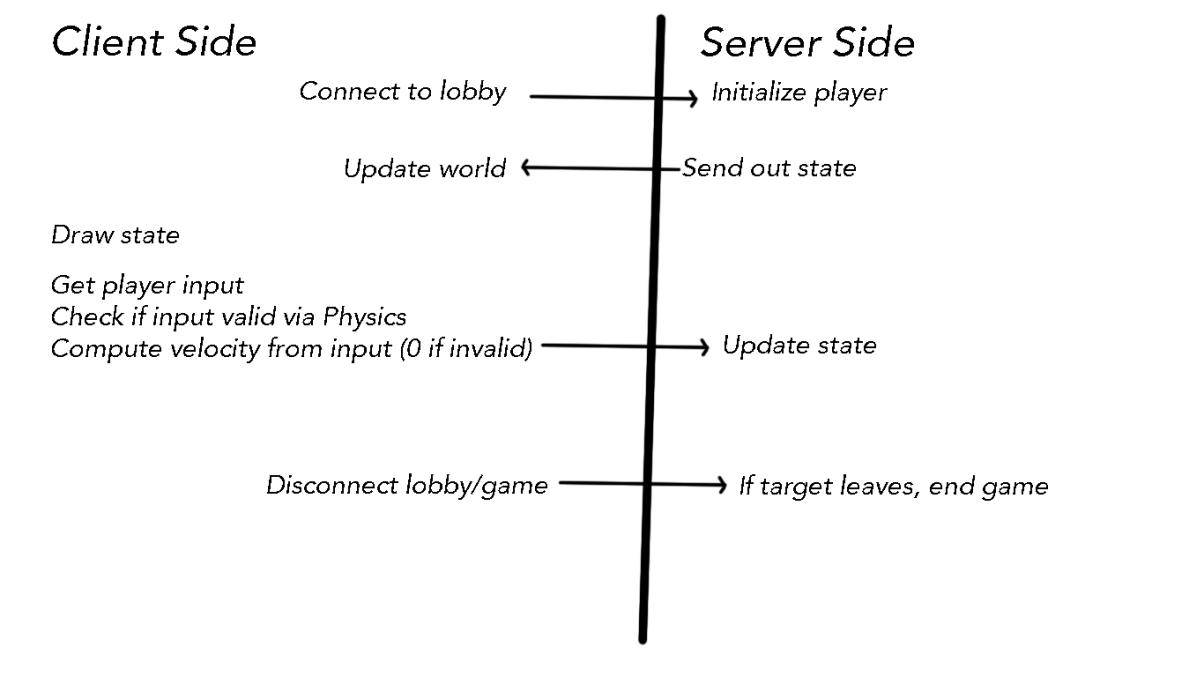 Client Side
Server Side
Connect to lobby
Initialize player
Update world
Send out state
Draw state
Get player input
Check if input valid via Physics
Compute velocity from input (0 if invalid)
Update state
Disconnect lobby/game
If target leaves, end game